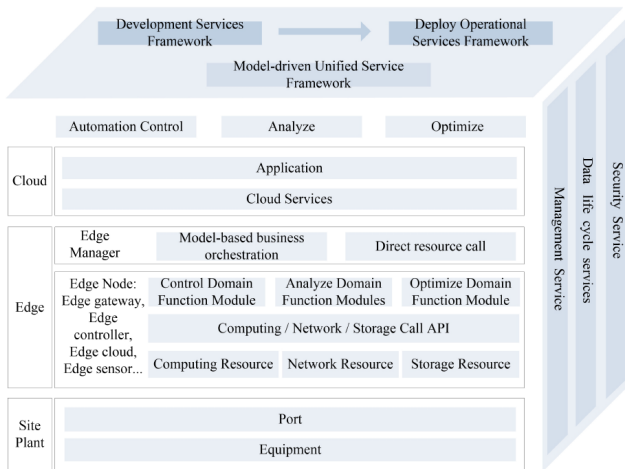 Development Services
Framework
Deploy Operational
Services Framework
Model-driven Unified Service
Framework
Automation Control
Analyze
Optimize
Cloud
Application
Cloud Services
Edge
Edge
Manager
Model-based business
orchestration
Direct resource call
Edge Node:
Edge gateway,
Edge
controller,
Edge cloud,
Edge sensor...
Control Domain
Function Module
Analyze Domain
Function Modules
Optimize Domain
Function Module
Computing / Network / Storage Call API
Computing Resource
Network Resource
Storage Resource
Site
Plant
Port
Equipment
Management Service
Data life cycle services
Security Service